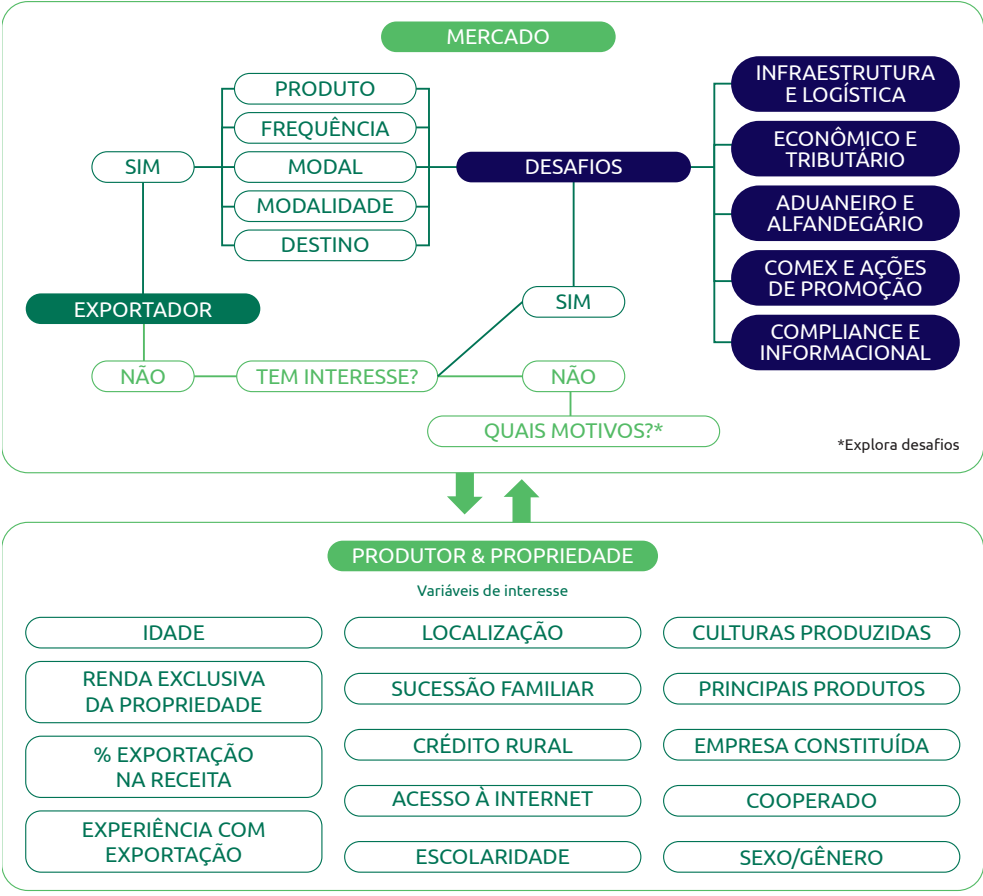 MERCADO
SIM
PRODUTO
FREQUÊNCIA
MODAL
MODALIDADE
DESTINO
DESAFIOS
INFRAESTRUTURA
E LOGÍSTICA
ECONÔMICO E
TRIBUTÁRIO
ADUANEIRO E
ALFANDEGÁRIO
COMEX E AÇÕES
DE PROMOÇÃO
COMPLIANCE E
INFORMACIONAL
EXPORTADOR
SIM
NÃO
TEM INTERESSE?
NÃO
QUAIS MOTIVOS?*
*Explora desafios
PRODUTOR & PROPRIEDADE
Variáveis de interesse
IDADE
RENDA EXCLUSIVA
DA PROPRIEDADE
% EXPORTAÇÃO
NA RECEITA
EXPERIÊNCIA COM
EXPORTAÇÃO
LOCALIZAÇÃO
SUCESSÃO FAMILIAR
CRÉDITO RURAL
ACESSO À INTERNET
ESCOLARIDADE
CULTURAS PRODUZIDAS
PRINCIPAIS PRODUTOS
EMPRESA CONSTITUÍDA
COOPERADO
SEXO/GÊNERO